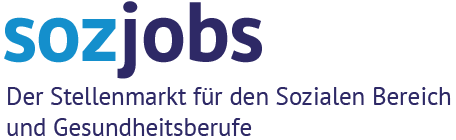 sozjobs
Der Stellenmarkt für den Sozialen Bereich
und Gesundheitsberufe